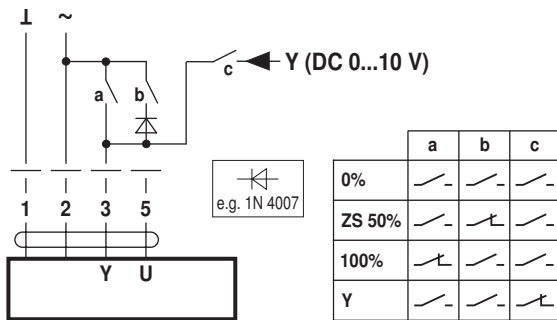 ⊥ ~
a b c Y (DC 0...10 V)
e.g. 1N 4007
1 2 3 5
Y U
a b c
0%
ZS 50%
100%
Y